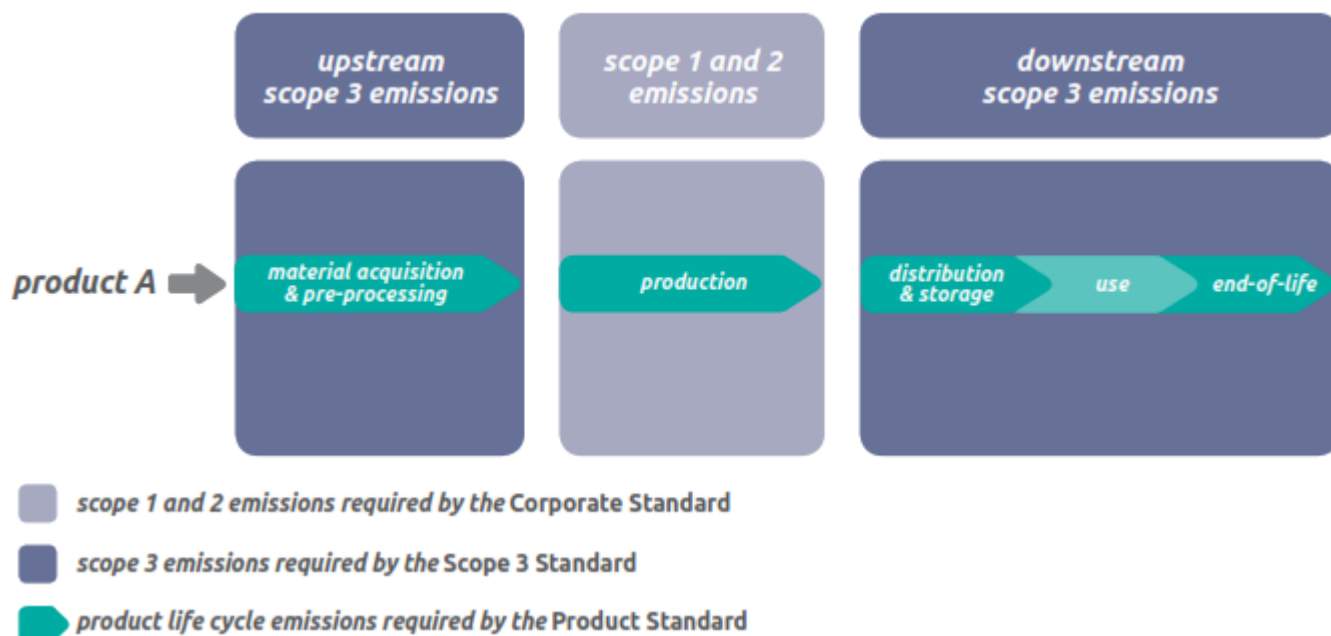 upstream
scope 3 emissions
scope 1 and 2
emissions
downstream
scope 3 emissions
product A
material acquisition
& pre-processing
production
distribution
& storage
use
end-of-life
scope 1 and 2 emissions required by the Corporate Standard
scope 3 emissions required by the Scope 3 Standard
product life cycle emissions required by the Product Standard